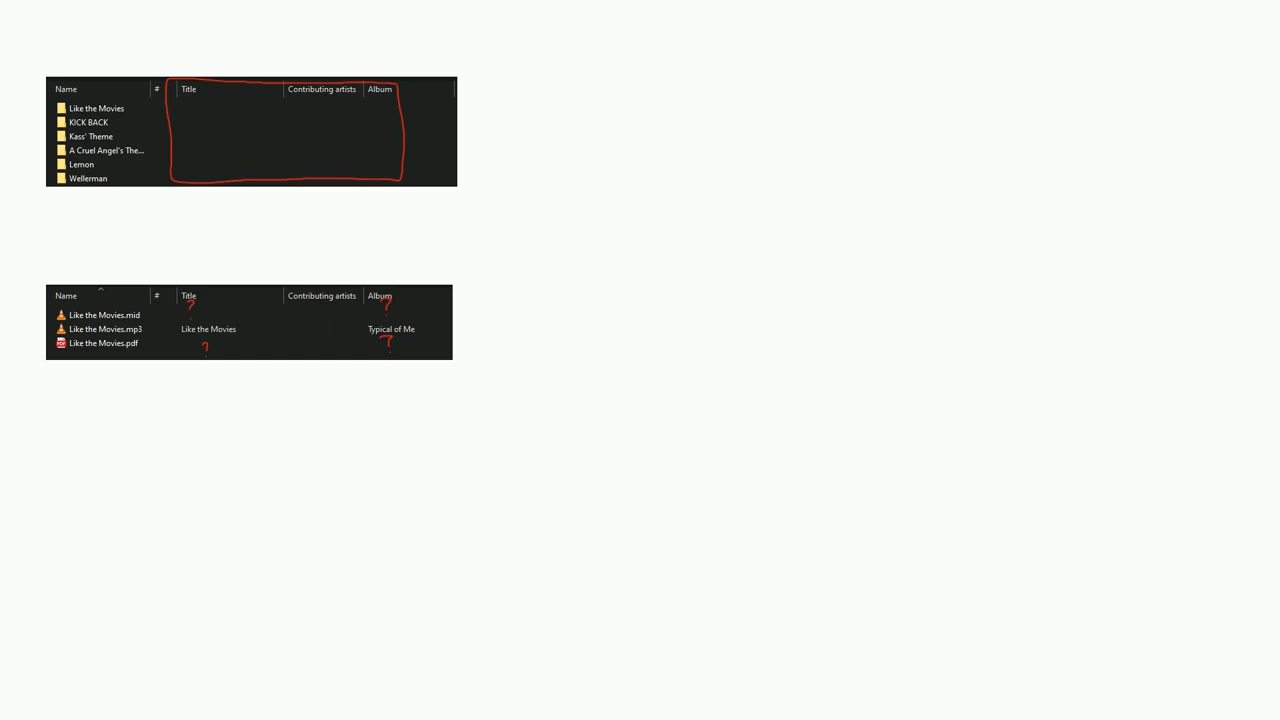 Name # Title Contributing artists Album
Like the Movies
KICK BACK
Kass' Theme
A Cruel Angel's The...
Lemon
Wellerman
Name # Title Contributing artists Album
? ?
Like the Movies.mid
Like the Movies.mp3 Like the Movies Typical of Me
Like the Movies.pdf ? ?